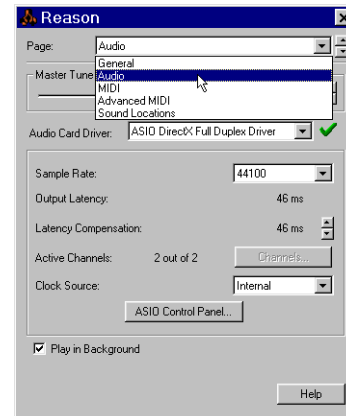 Reason
Page: Audio
General
Master Tune Audio
MIDI
Advanced MIDI
Sound Locations
Audio Card Driver: ASIO DirectX Full Duplex Driver
Sample Rate: 44100
Output Latency: 46 ms
Latency Compensation: 46 ms
Active Channels: 2 out of 2 Channels...
Clock Source: Internal
ASIO Control Panel...
Play in Background
Help